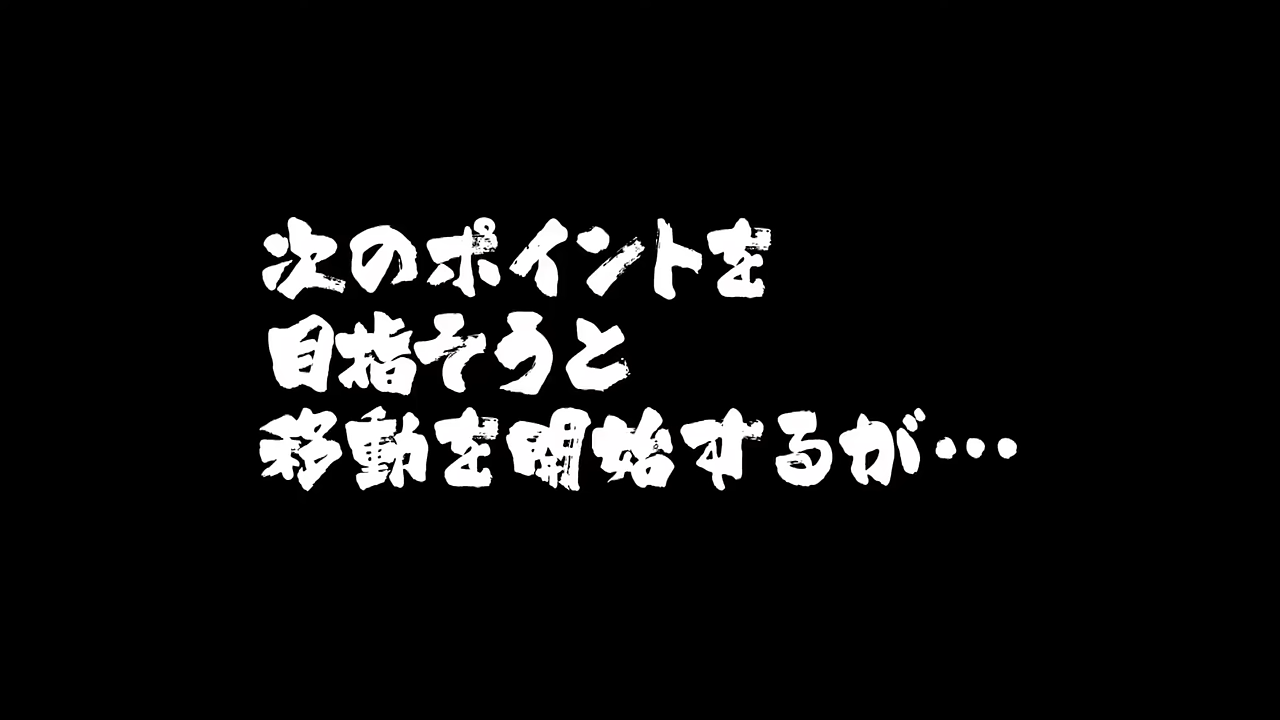 次のポイントを
目指そうと
移動を開始するが…